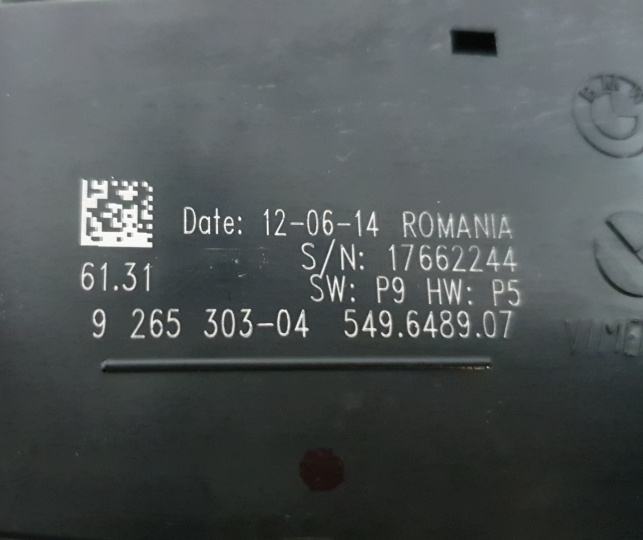 Date: 12-06-14 ROMANIA
S/N: 17662244
61.31
SW: P9 HW: P5
9 265 303-04 549.6489.07